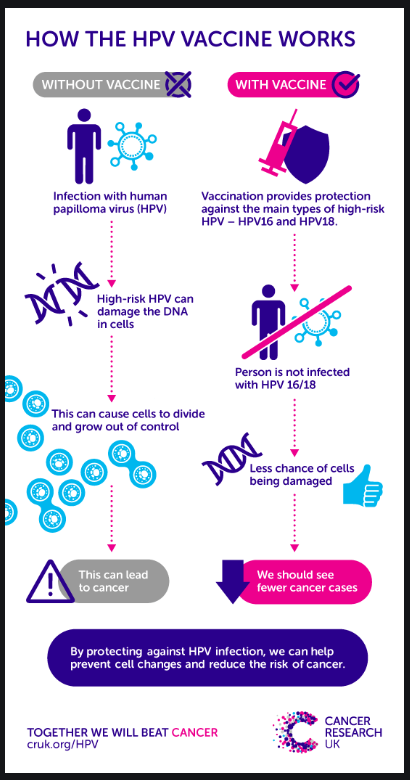 HOW THE HPV VACCINE WORKS
WITHOUT VACCINE
Infection with human
papilloma virus (HPV)
High-risk HPV can
damage the DNA
in cells
This can cause cells to divide
and grow out of control
This can lead
to cancer
WITH VACCINE
Vaccination provides protection
against the main types of high-risk
HPV – HPV16 and HPV18.
Person is not infected
with HPV 16/18
Less chance of cells
being damaged
We should see
fewer cancer cases
By protecting against HPV infection, we can help
prevent cell changes and reduce the risk of cancer.
TOGETHER WE WILL BEAT CANCER
cruk.org/HPV
CANCER
RESEARCH
UK